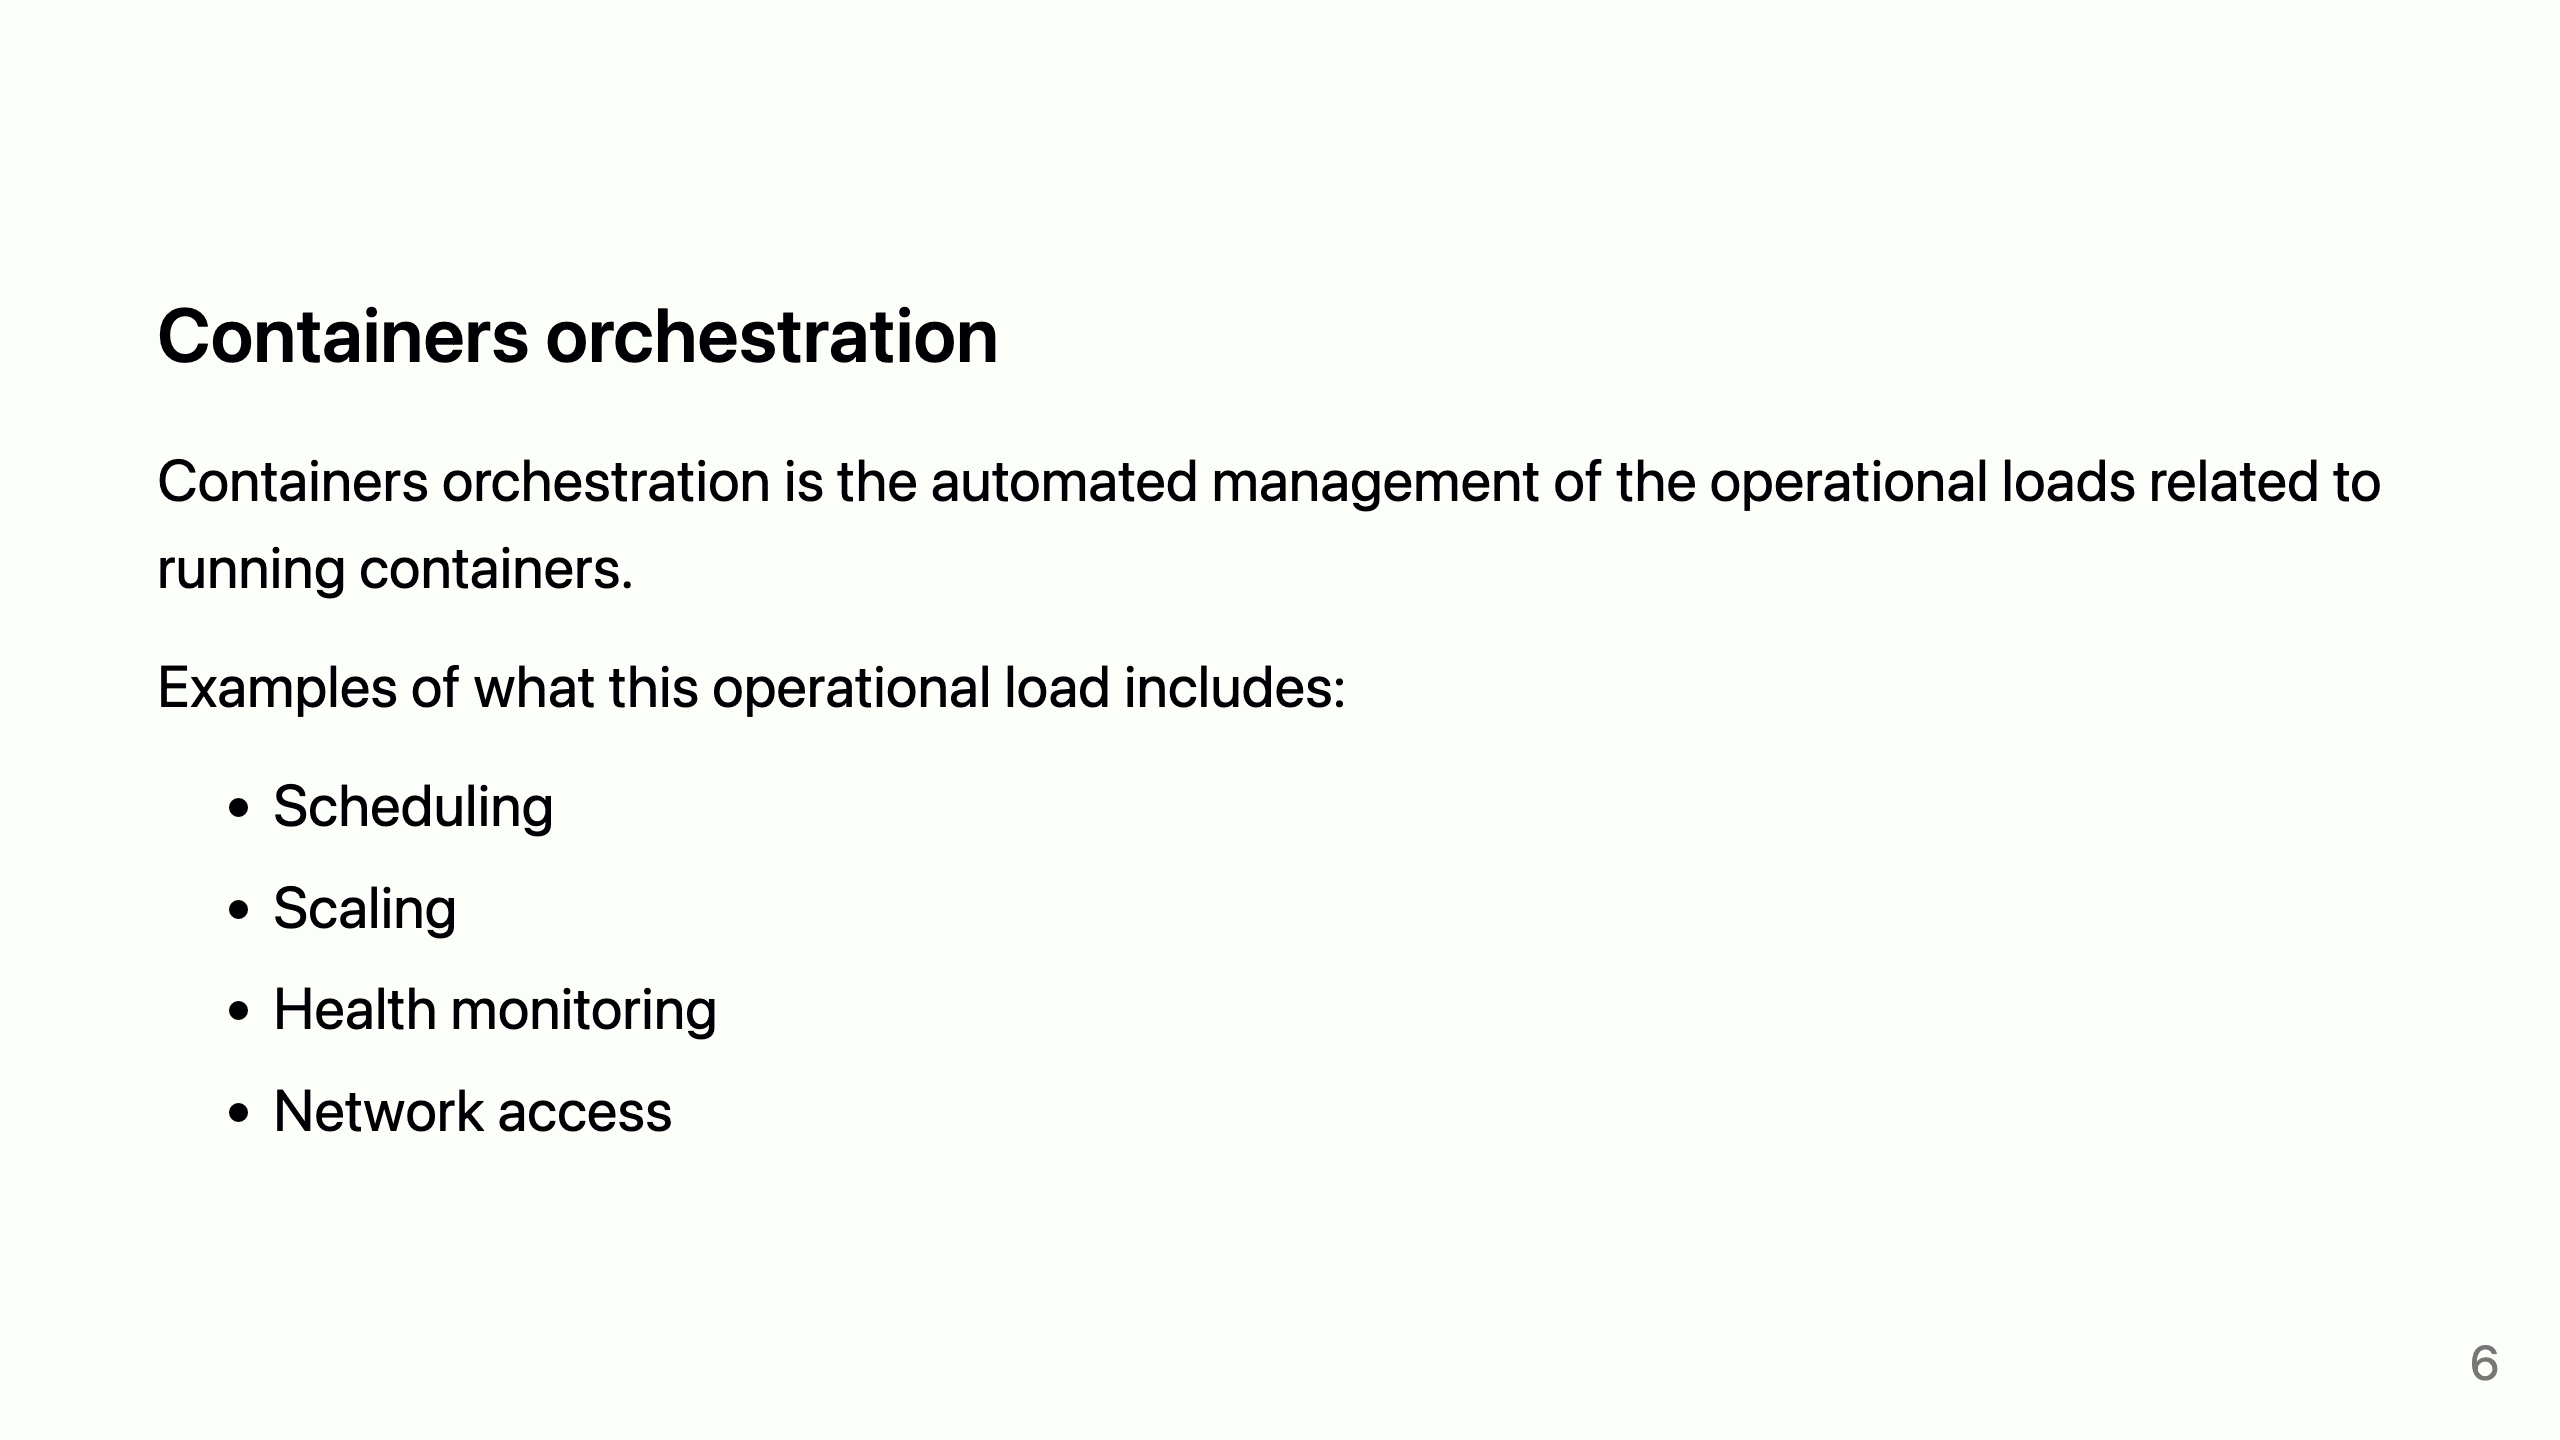 Containers orchestration
Containers orchestration is the automated management of the operational loads related to
running containers.
Examples of what this operational load includes:
• Scheduling
• Scaling
• Health monitoring
• Network access
6